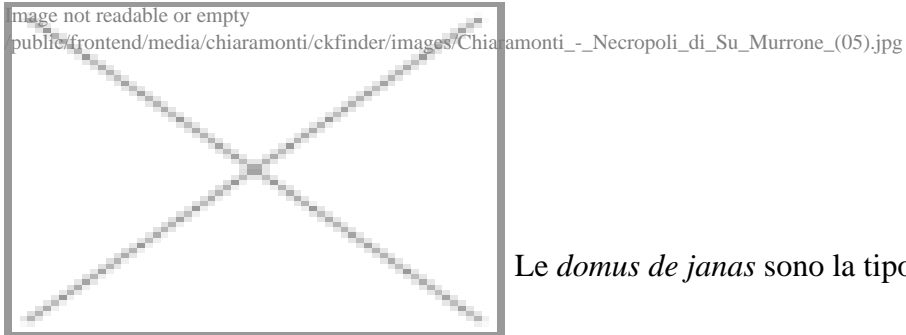 Image not readable or empty
/public/frontend/media/chiaramonti/ckfinder/images/Chiaramonti_-_Necropoli_di_Su_Murrone_(05).jpg
Le domus de janas sono la tipo